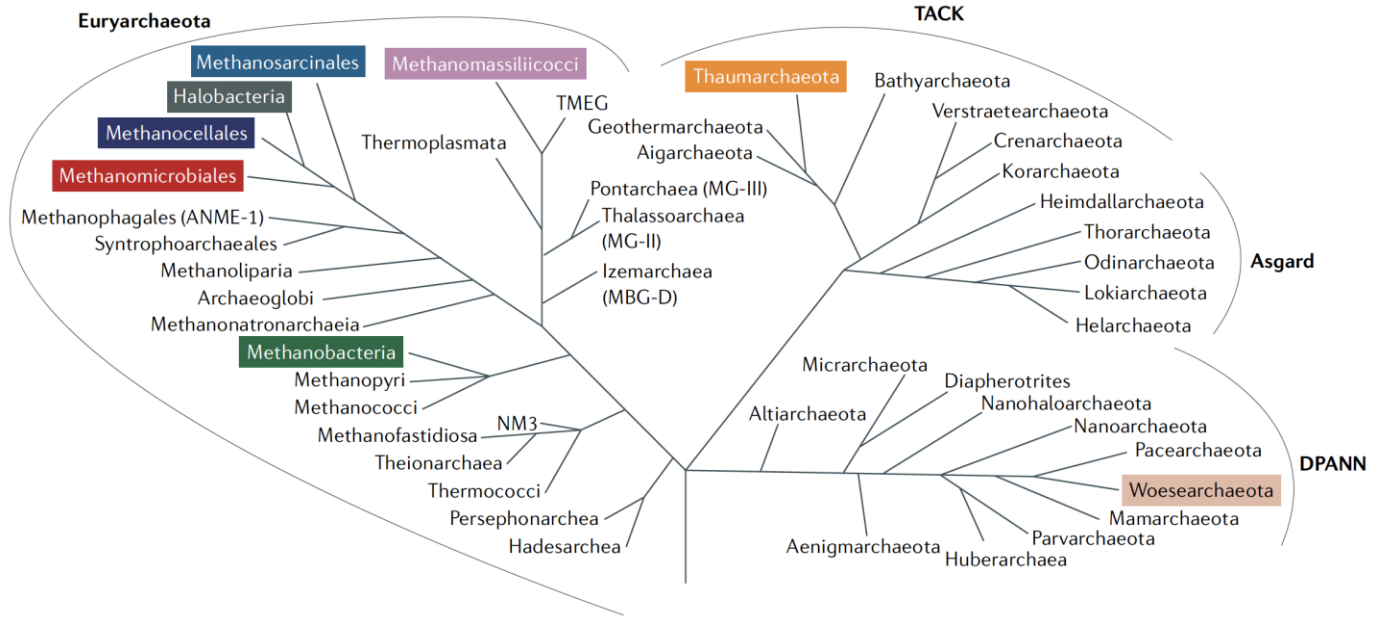 Euryarchaeota
Methanosarcinales
Methanomassiliicocci
Halobacteria
TMEG
Methanocellales
Thermoplasmata
Methanomicrobiales
Pontarchaea (MG-III)
Methanophagales (ANME-1)
Thalassoarchaea
(MG-II)
Syntrophoarchaeales
Methanoliparia
Izemarchaea
(MBG-D)
Archaeoglobi
Methanonatronarchaeia
Methanobacteria
Methanopyri
Methanococci
NM3
Methanofastidiosa
Theionarchaea
Thermococci
Persephonarchea
Hadesarchea
TACK
Thaumarchaeota
Bathyarchaeota
Verstraetearchaeota
Geothermarchaeota
Crenarchaeota
Aigarchaeota
Korarchaeota
Heimdallarchaeota
Thorarchaeota
Asgard
Odinarchaeota
Lokiarchaeota
Helarchaeota
Micrarchaeota
Diapherotrites
Altiarchaeota
Nanohaloarchaeota
Nanoarchaeota
Pacearchaeota
DPANN
Woesearchaeota
Mamarchaeota
Parvarchaeota
Aenigmarchaeota
Huberarchaea